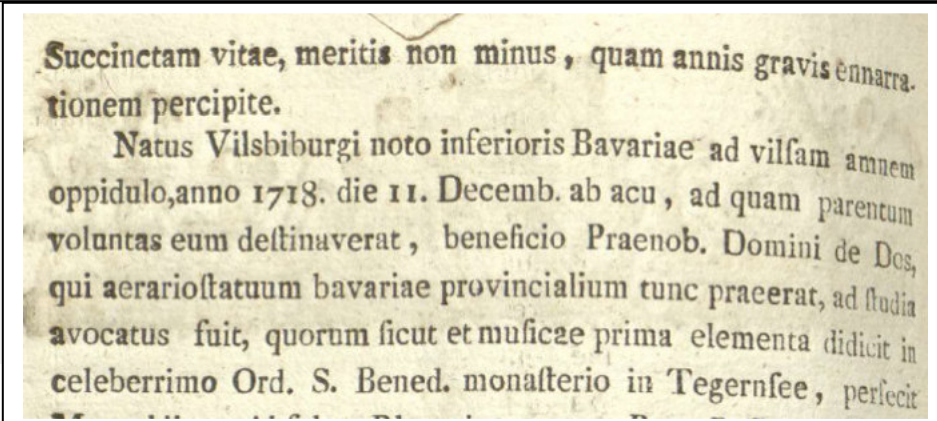 Succinctam vitae, meritis non minus, quam annis gravis ennarra-
tionem percipite.
Natus Vilsbiburgi noto inferioris Bavariae ad vilſam amnem
oppidulo,anno 1718. die 11. Decemb. ab acu, ad quam parentum
voluntas eum deſtinaverat, beneficio Praenob. Domini de Dos,
qui aerarioſtatuum bavariae provincialium tunc praeerat, ad ſtudia
avocatus fuit, quorum ſicut et muſicae prima elementa didicit in
celeberrimo Ord. S. Bened. monaſterio in Tegernſee, perfecit